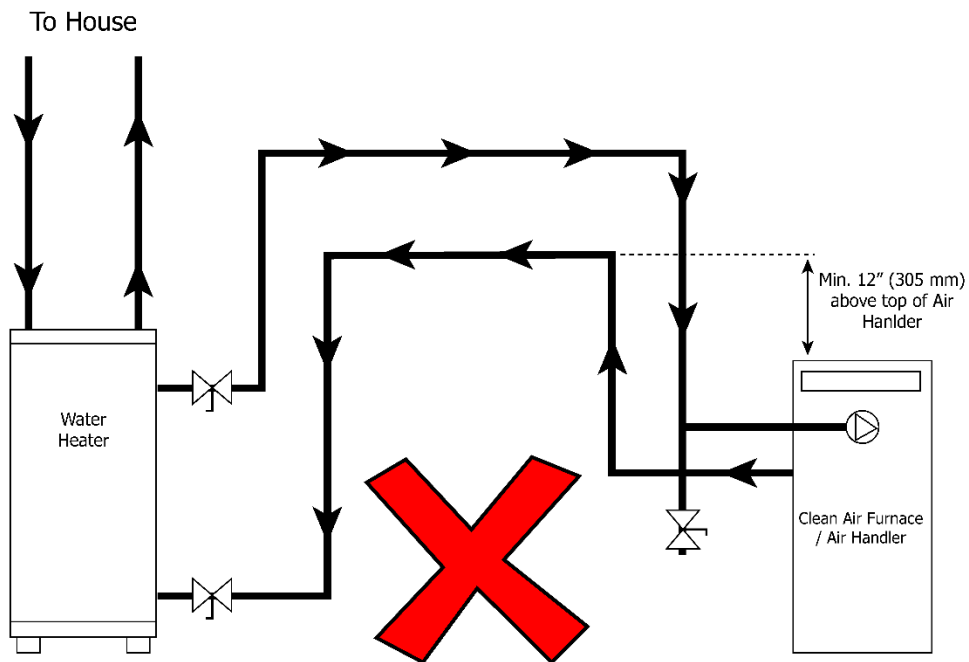 To House
Min. 12" (305 mm)
above top of Air
Hanlder
Water
Heater
Clean Air Furnace
/ Air Handler